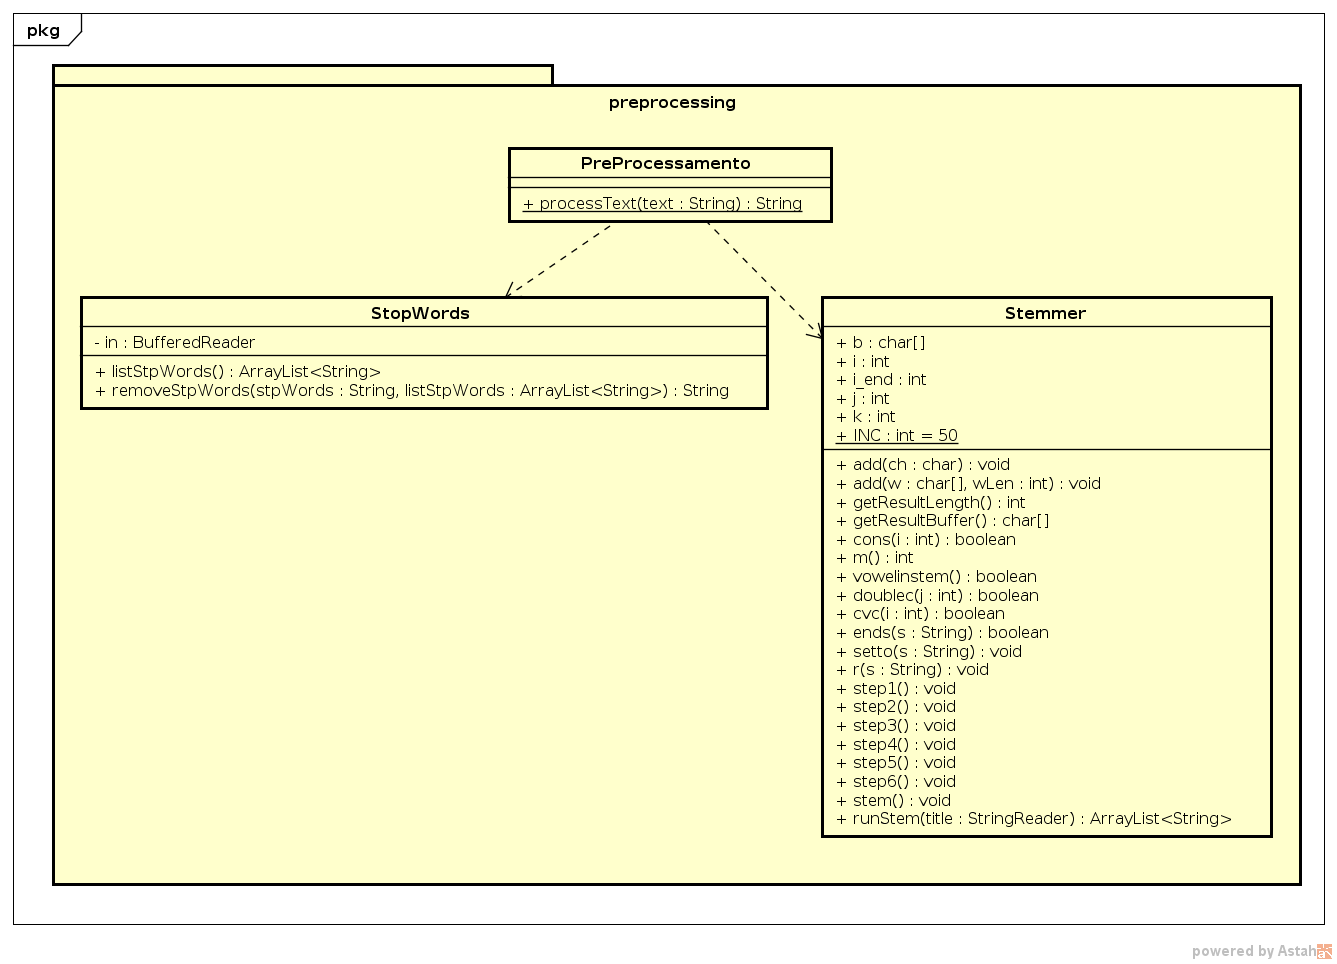 pkg
preprocessing
PreProcessamento
+ processText(text : String) : String
StopWords
- in : BufferedReader
+ listStpWords() : ArrayList<String>
+ removeStpWords(stpWords : String, listStpWords : ArrayList<String>) : String
Stemmer
+ b : char[]
+ i : int
+ i_end : int
+ j : int
+ k : int
+ INC : int = 50
+ add(ch : char) : void
+ add(w : char[], wLen : int) : void
+ getResultLength() : int
+ getResultBuffer() : char[]
+ cons(i : int) : boolean
+ m() : int
+ vowelinstem() : boolean
+ doublec(j : int) : boolean
+ cvc(i : int) : boolean
+ ends(s : String) : boolean
+ setto(s : String) : void
+ r(s : String) : void
+ step1() : void
+ step2() : void
+ step3() : void
+ step4() : void
+ step5() : void
+ step6() : void
+ stem() : void
+ runStem(title : StringReader) : ArrayList<String>
powered by Astah